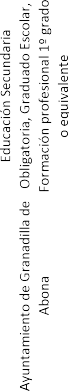 Ayuntamiento de Granadilla de
Abona
Educación Secundaria
Obligatoria, Graduado Escolar,
Formación profesional 1º grado
o equivalente